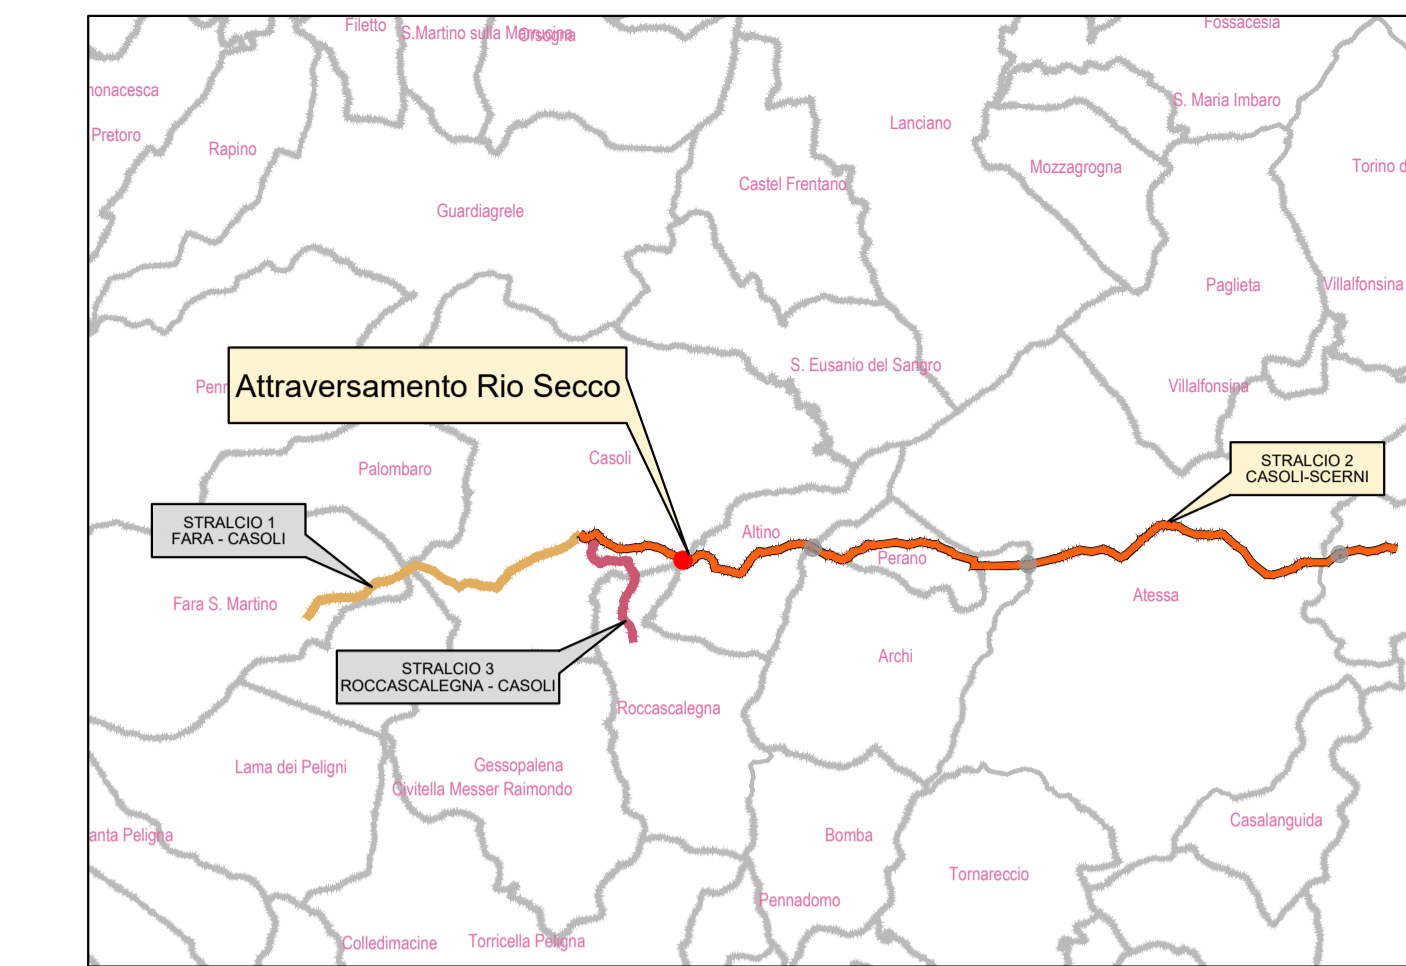 Filetto
S.Martino sulla Marrucina
Orsogna
Fossacesia
onacesca
S. Maria Imbaro
Pretoro
Lanciano
Rapino
Mozzagrogna
Torino d
Castel Frentano
Guardiagrele
Paglieta
Villalfonsina
S. Eusanio del Sangro
Penn
Attraversamento Rio Secco
Villalfonsina
Casoli
Palombaro
STRALCIO 2
CASOLI-SCERNI
STRALCIO 1
FARA - CASOLI
Altino
Perano
Fara S. Martino
Atessa
Archi
STRALCIO 3
ROCCASCALEGNA - CASOLI
Roccascalegna
Lama dei Peligni
Gessopalena
Civitella Messer Raimondo
Casalanguida
anta Peligna
Bomba
Tornareccio
Pennadomo
Colledimacine
Torricella Peligna